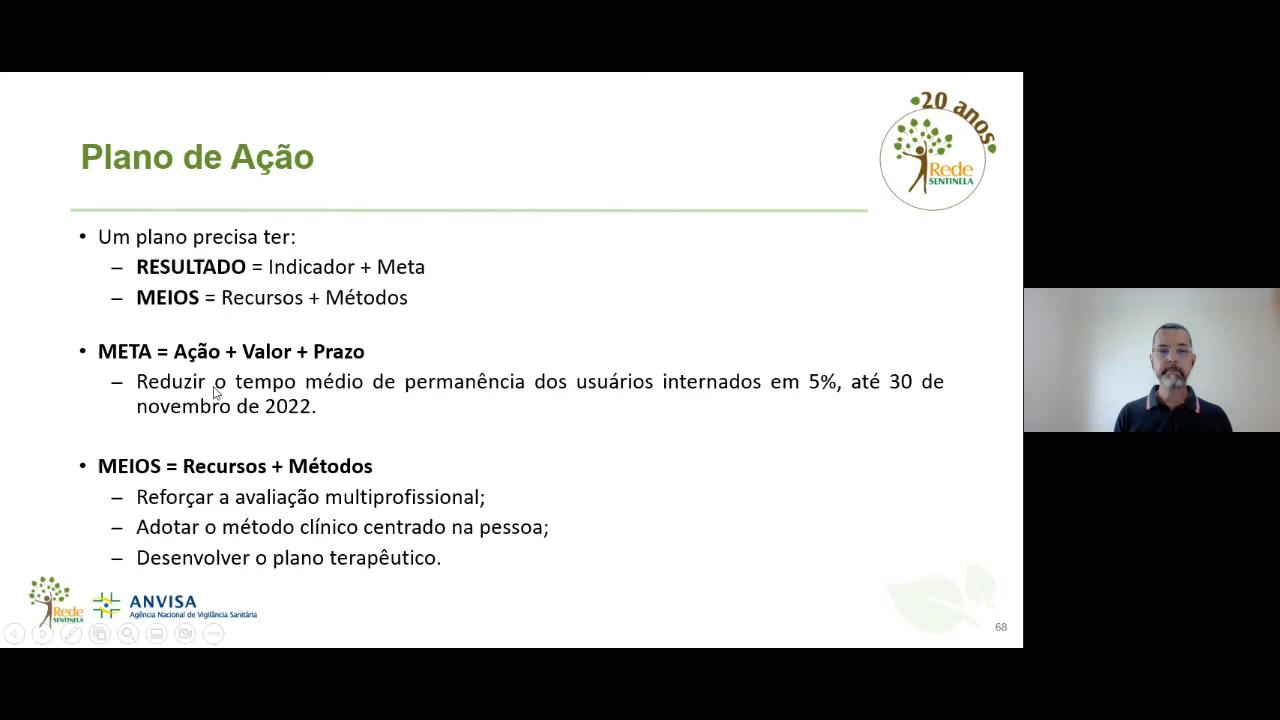 20 anos
Rede
SENTINELA
Plano de Ação
• Um plano precisa ter:
– RESULTADO = Indicador + Meta
– MEIOS = Recursos + Métodos
• META = Ação + Valor + Prazo
– Reduzir o tempo médio de permanência dos usuários internados em 5%, até 30 de
novembro de 2022.
• MEIOS = Recursos + Métodos
– Reforçar a avaliação multiprofissional;
– Adotar o método clínico centrado na pessoa;
– Desenvolver o plano terapêutico.
Rede
SENTINELA
ANVISA
Agência Nacional de Vigilância Sanitária
68